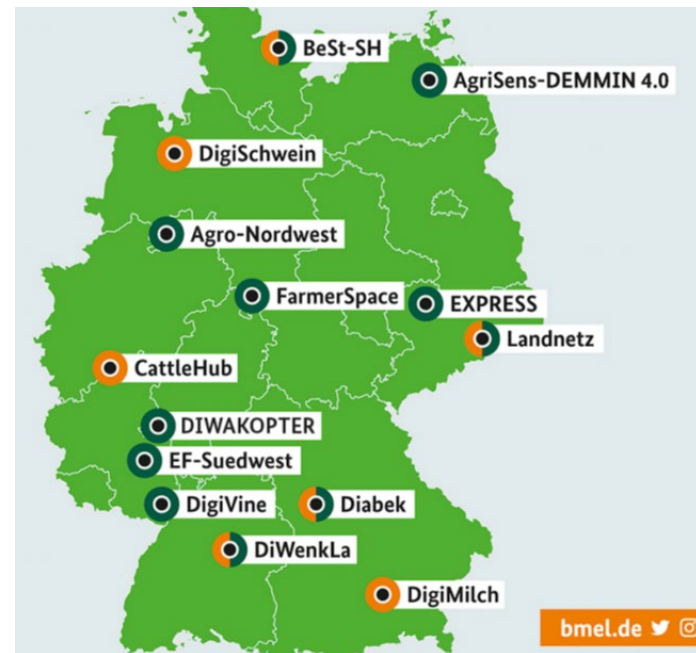 BeSt-SH
AgriSens-DEMMIN 4.0
DigiSchwein
Agro-Nordwest
FarmerSpace
EXPRESS
Landnetz
CattleHub
DIWAKOPTER
EF-Suedwest
DigiVine
Diabek
DiWenkLa
DigiMilch
bmel.de